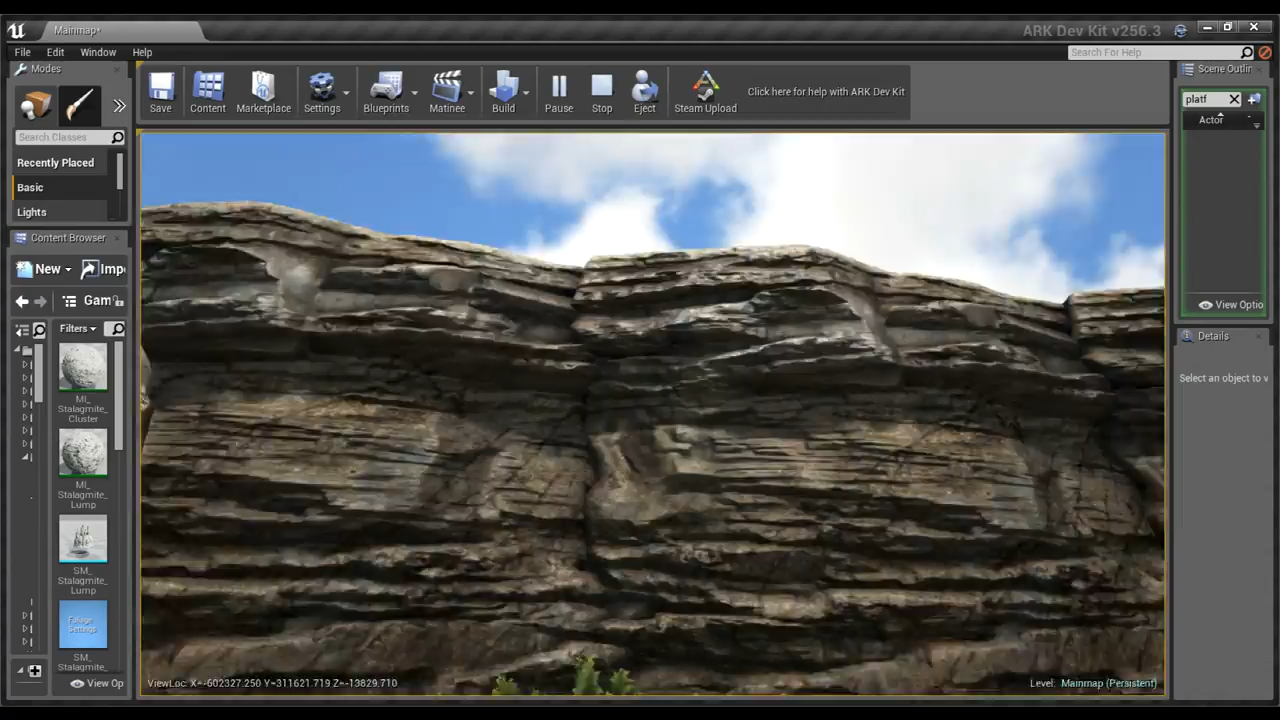 Mainmap*
ARK Dev Kit v256.3
File Edit Window Help
Search For Help
Modes
Search Classes
Recently Placed
Basic
Lights
Save
Content
Marketplace
Settings
Blueprints
Matinee
Build
Pause
Stop
Eject
Steam Upload
Click here for help with ARK Dev Kit
Scene Outlin
platf
Actor
View Optio
Details
Select an object to v
Content Browser
New
Impo
Gam
Filters
MI_
Stalagmite_
Cluster
MI_
Stalagmite_
Lump
SM_
Stalagmite_
Lump
Foliage
Settings
SM_
Stalagmite_
View Op
ViewLoc: X=-602327.250 Y=311621.719 Z=-13829.710
Level: Mainmap (Persistent)